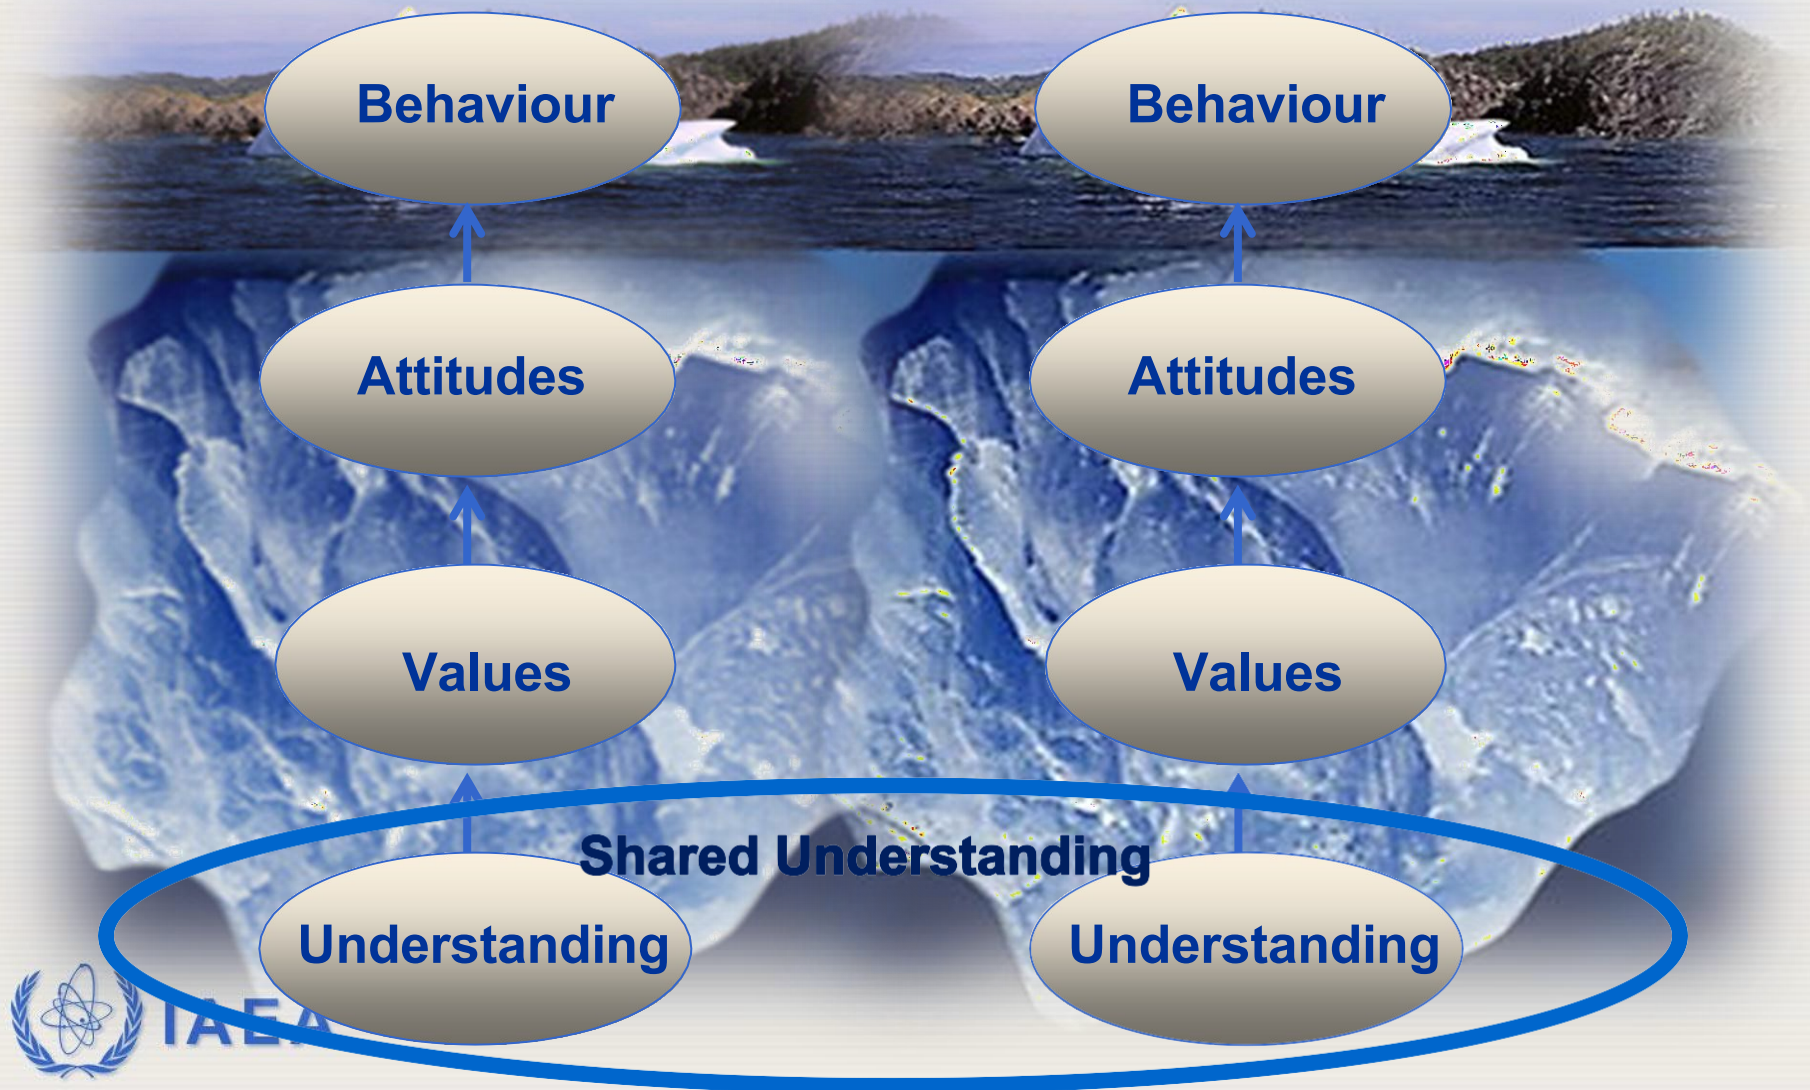 Behaviour Behaviour
Attitudes Attitudes
Values Values
Shared Understanding
Understanding Understanding
IAEA